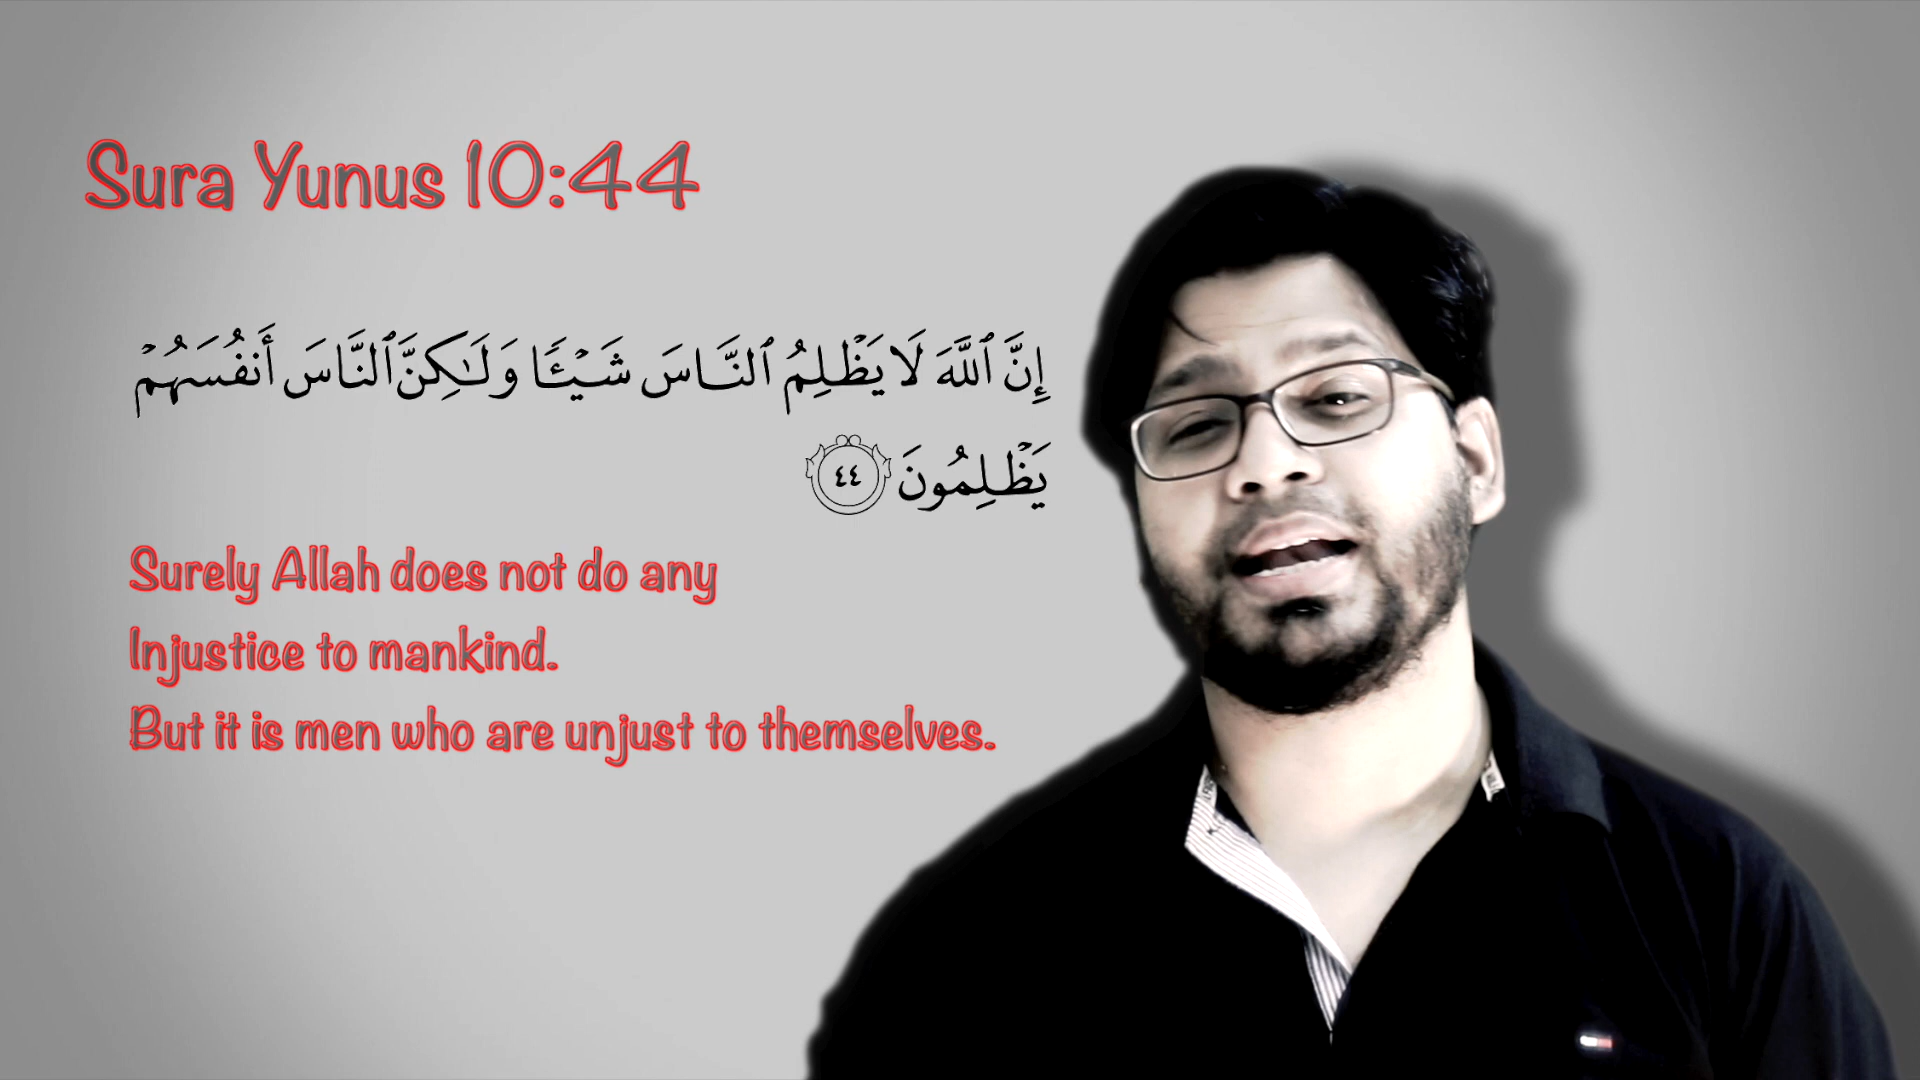 Sura Yunus 10:44
إِنَّ ٱللَّهَ لَا يَظْلِمُ ٱلنَّاسَ شَيْـًٔا وَلَـٰكِنَّ ٱلنَّاسَ أَنفُسَهُمْ
يَظْلِمُونَ ٤٤
Surely Allah does not do any
Injustice to mankind.
But it is men who are unjust to themselves.